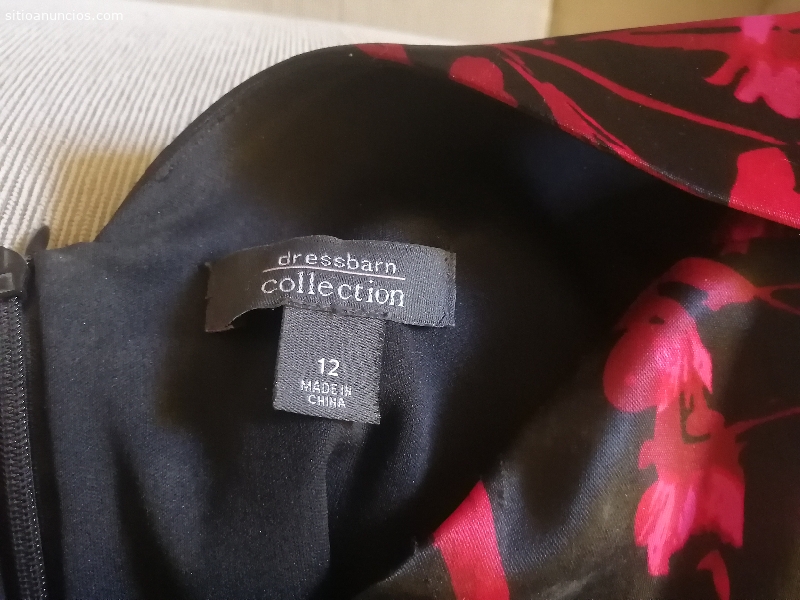 sitioanuncios.com
dressbarn
collection
12
MADE IN
CHINA